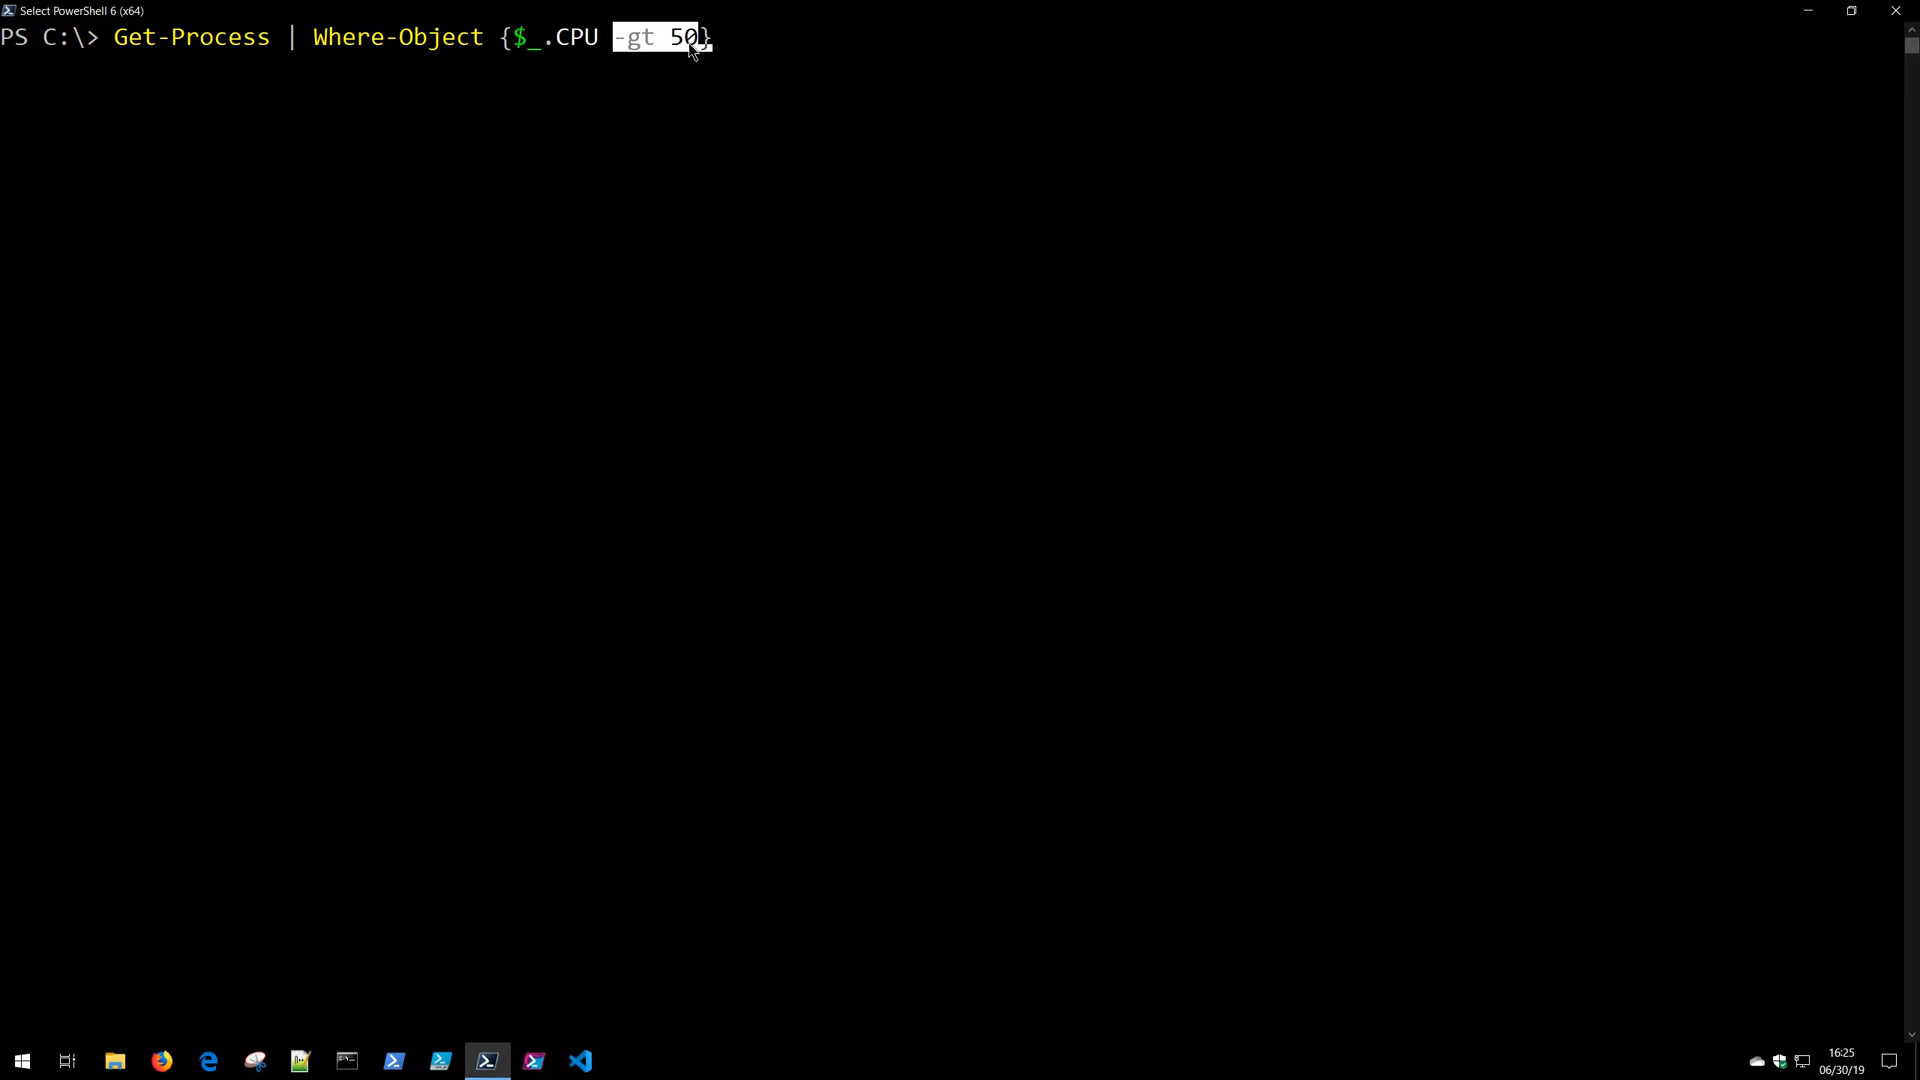 Select PowerShell 6 (x64)
PS C:\> Get-Process | Where-Object {$_.CPU -gt 50}
16:25
06/30/19